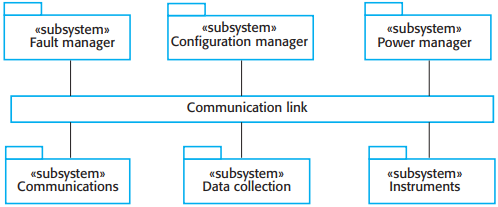 «subsystem»
Fault manager
«subsystem»
Configuration manager
«subsystem»
Power manager
Communication link
«subsystem»
Communications
«subsystem»
Data collection
«subsystem»
Instruments